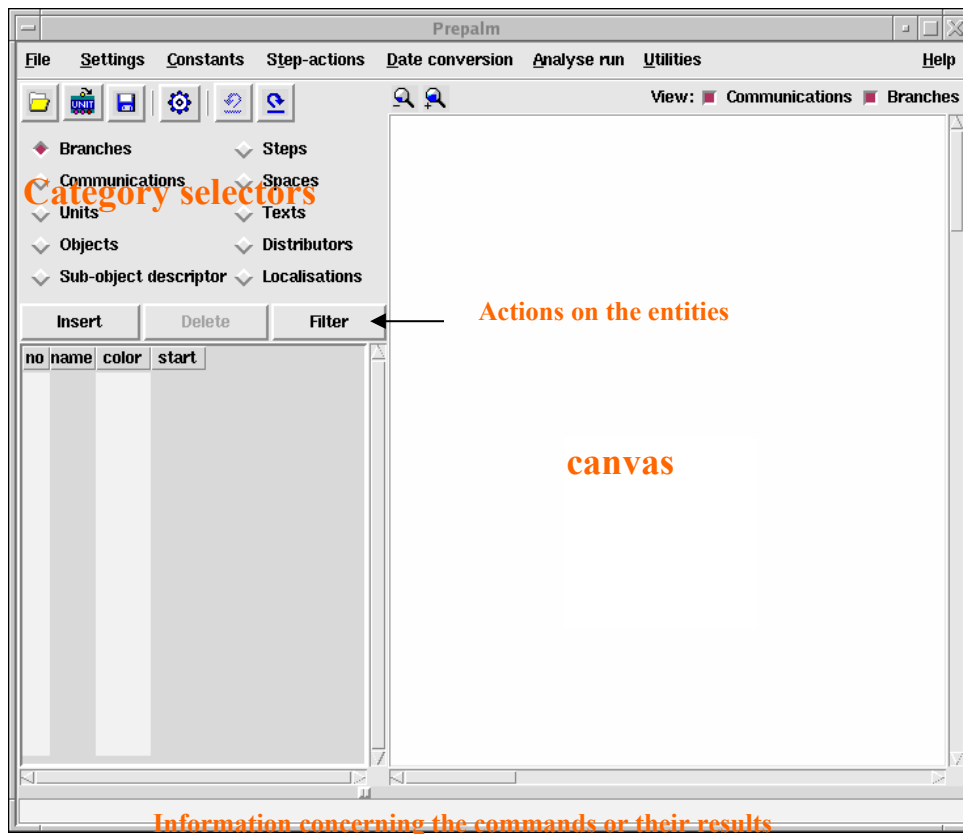 Prepalm
File Settings Constants Step-actions Date conversion Analyse run Utilities Help
UNIT
View: Communications Branches
Branches Steps
Communications Spaces
Category selectors
Units Texts
Objects Distributors
Sub-object descriptor Localisations
Insert Delete Filter
Actions on the entities
no name color start
canvas
Information concerning the commands or their results